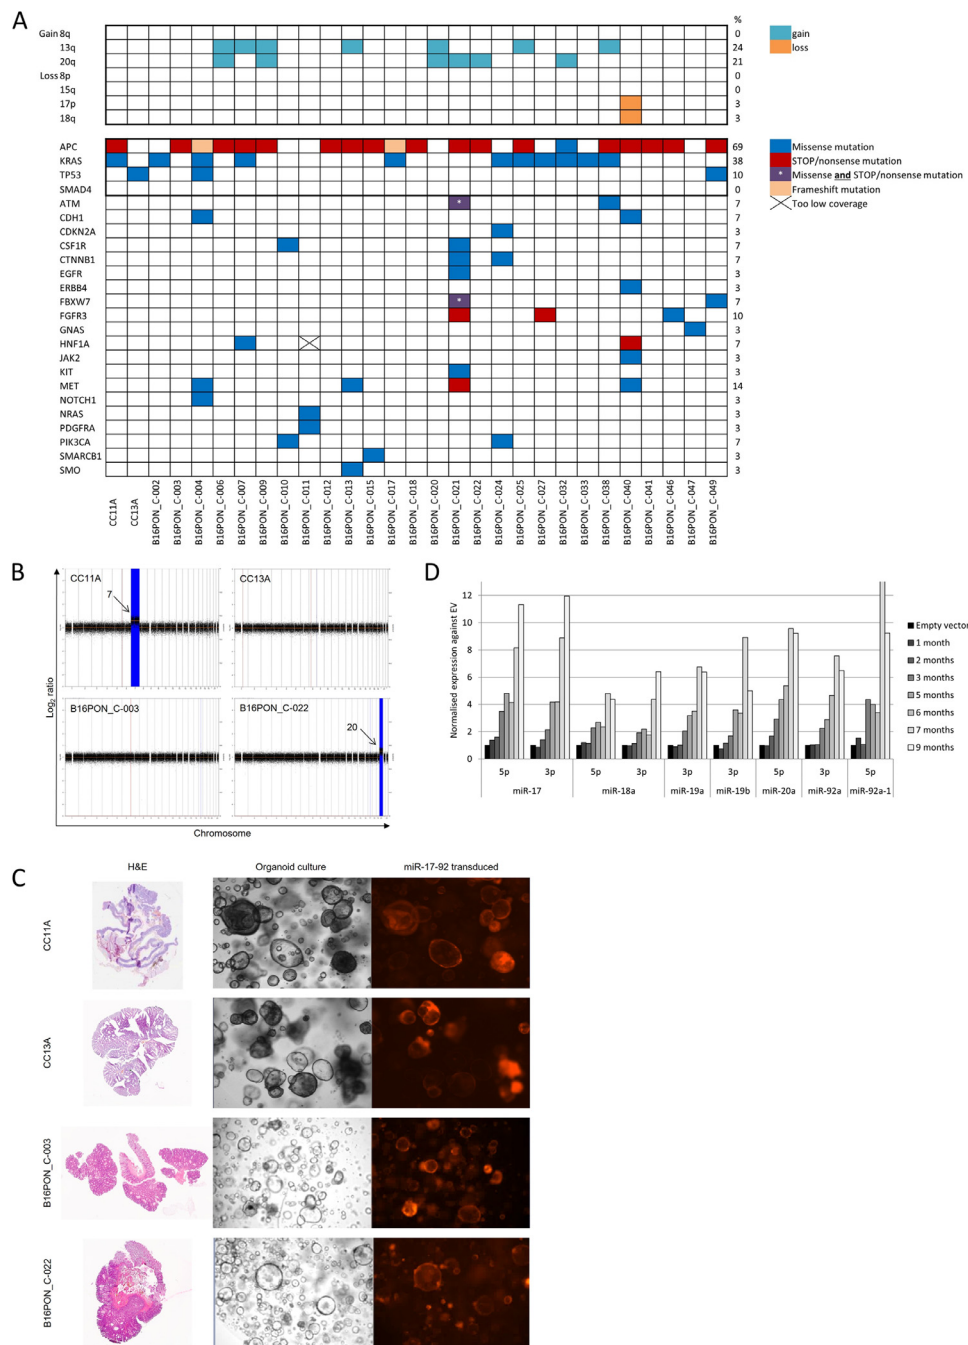 A
%
Gain 8q 0
13q 24
20q 21
Loss 8p 0
15q 0
17p 3
18q 3
gain
loss
APC 69
KRAS 38
TP53 10
SMAD4 0
ATM * 7
CDH1 7
CDKN2A 3
CSF1R 7
CTNNB1 7
EGFR 3
ERBB4 3
FBXW7 * 7
FGFR3 10
GNAS 3
HNF1A 7
JAK2 3
KIT 3
MET 14
NOTCH1 3
NRAS 3
PDGFRA 3
PIK3CA 7
SMARCB1 3
SMO 3
Missense mutation
STOP/nonsense mutation
* Missense and STOP/nonsense mutation
Frameshift mutation
Too low coverage
CC11A
CC13A
B16PON_C-002
B16PON_C-003
B16PON_C-004
B16PON_C-006
B16PON_C-007
B16PON_C-009
B16PON_C-010
B16PON_C-011
B16PON_C-012
B16PON_C-013
B16PON_C-015
B16PON_C-017
B16PON_C-018
B16PON_C-020
B16PON_C-021
B16PON_C-022
B16PON_C-024
B16PON_C-025
B16PON_C-027
B16PON_C-032
B16PON_C-033
B16PON_C-038
B16PON_C-040
B16PON_C-041
B16PON_C-046
B16PON_C-047
B16PON_C-049
B
CC11A
7
CC13A
B16PON_C-003
B16PON_C-022
20
Log2 ratio
Chromosome
D
Normalised expression against EV
12
10
8
6
4
2
0
5p 3p 5p 3p 3p 3p 5p 3p 5p
miR-17 miR-18a miR-19a miR-19b miR-20a miR-92a miR-92a-1
Empty vector
1 month
2 months
3 months
5 months
6 months
7 months
9 months
C
H&E Organoid culture miR-17-92 transduced
CC11A
CC13A
B16PON_C-003
B16PON_C-022